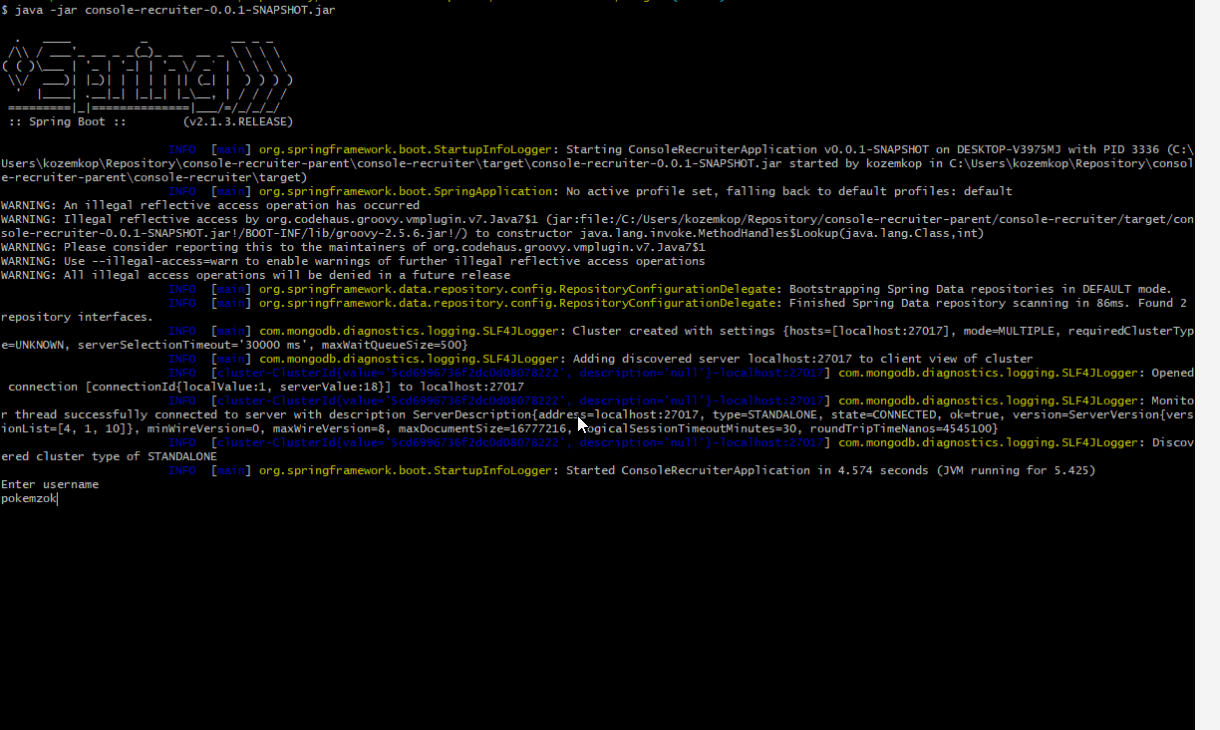 $ java -jar console-recruiter-0.0.1-SNAPSHOT.jar
Spring
:: Spring Boot ::        (v2.1.3.RELEASE)
INFO  [main] org.springframework.boot.StartupInfoLogger: Starting ConsoleRecruiterApplication v0.0.1-SNAPSHOT on DESKTOP-V3975MJ with PID 3336 (C:\
Users\kozemkop\Repository\console-recruiter-parent\console-recruiter\target\console-recruiter-0.0.1-SNAPSHOT.jar started by kozemkop in C:\Users\kozemkop\Repository\consol
e-recruiter-parent\console-recruiter\target)
INFO  [main] org.springframework.boot.SpringApplication: No active profile set, falling back to default profiles: default
WARNING: An illegal reflective access operation has occurred
WARNING: Illegal reflective access by org.codehaus.groovy.vmplugin.v7.Java7$1 (jar:file:/C:/Users/kozemkop/Repository/console-recruiter-parent/console-recruiter/target/con
sole-recruiter-0.0.1-SNAPSHOT.jar!/BOOT-INF/lib/groovy-2.5.6.jar!/) to constructor java.lang.invoke.MethodHandles$Lookup(java.lang.Class,int)
WARNING: Please consider reporting this to the maintainers of org.codehaus.groovy.vmplugin.v7.Java7$1
WARNING: Use --illegal-access=warn to enable warnings of further illegal reflective access operations
WARNING: All illegal access operations will be denied in a future release
INFO  [main] org.springframework.data.repository.config.RepositoryConfigurationDelegate: Bootstrapping Spring Data repositories in DEFAULT mode.
INFO  [main] org.springframework.data.repository.config.RepositoryConfigurationDelegate: Finished Spring Data repository scanning in 86ms. Found 2
repository interfaces.
INFO  [main] com.mongodb.diagnostics.logging.SLF4JLogger: Cluster created with settings {hosts=[localhost:27017], mode=MULTIPLE, requiredClusterTyp
e=UNKNOWN, serverSelectionTimeout='30000 ms', maxWaitQueueSize=500}
INFO  [main] com.mongodb.diagnostics.logging.SLF4JLogger: Adding discovered server localhost:27017 to client view of cluster
INFO  [cluster-ClusterId{value='5cd6996736f2dc0d08078222', description='null'}-localhost:27017] com.mongodb.diagnostics.logging.SLF4JLogger: Opened
connection [connectionId{localValue:1, serverValue:18}] to localhost:27017
INFO  [cluster-ClusterId{value='5cd6996736f2dc0d08078222', description='null'}-localhost:27017] com.mongodb.diagnostics.logging.SLF4JLogger: Monito
r thread successfully connected to server with description ServerDescription{address=localhost:27017, type=STANDALONE, state=CONNECTED, ok=true, version=ServerVersion{vers
ionList=[4, 1, 10]}, minWireVersion=0, maxWireVersion=8, maxDocumentSize=16777216, logicalSessionTimeoutMinutes=30, roundTripTimeNanos=4545100}
INFO  [cluster-ClusterId{value='5cd6996736f2dc0d08078222', description='null'}-localhost:27017] com.mongodb.diagnostics.logging.SLF4JLogger: Discov
ered cluster type of STANDALONE
INFO  [main] org.springframework.boot.StartupInfoLogger: Started ConsoleRecruiterApplication in 4.574 seconds (JVM running for 5.425)
Enter username
pokemzok